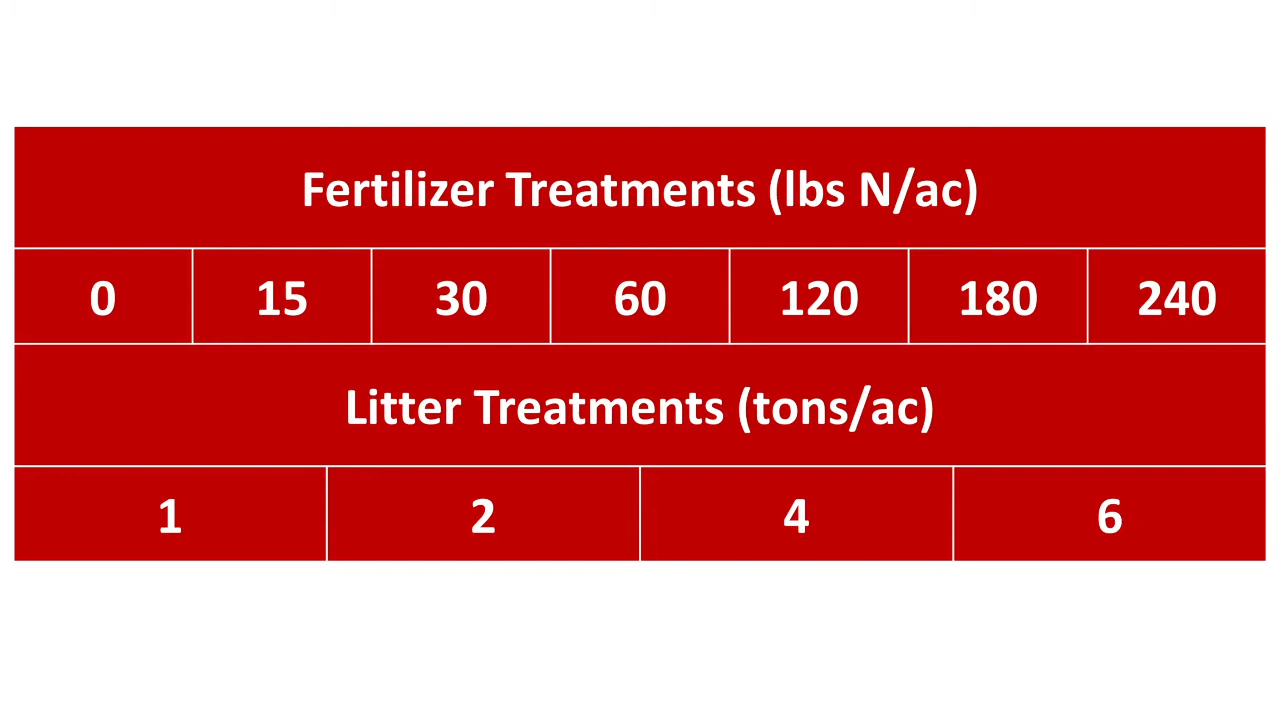 Fertilizer Treatments (lbs N/ac)
0 15 30 60 120 180 240
Litter Treatments (tons/ac)
1 2 4 6